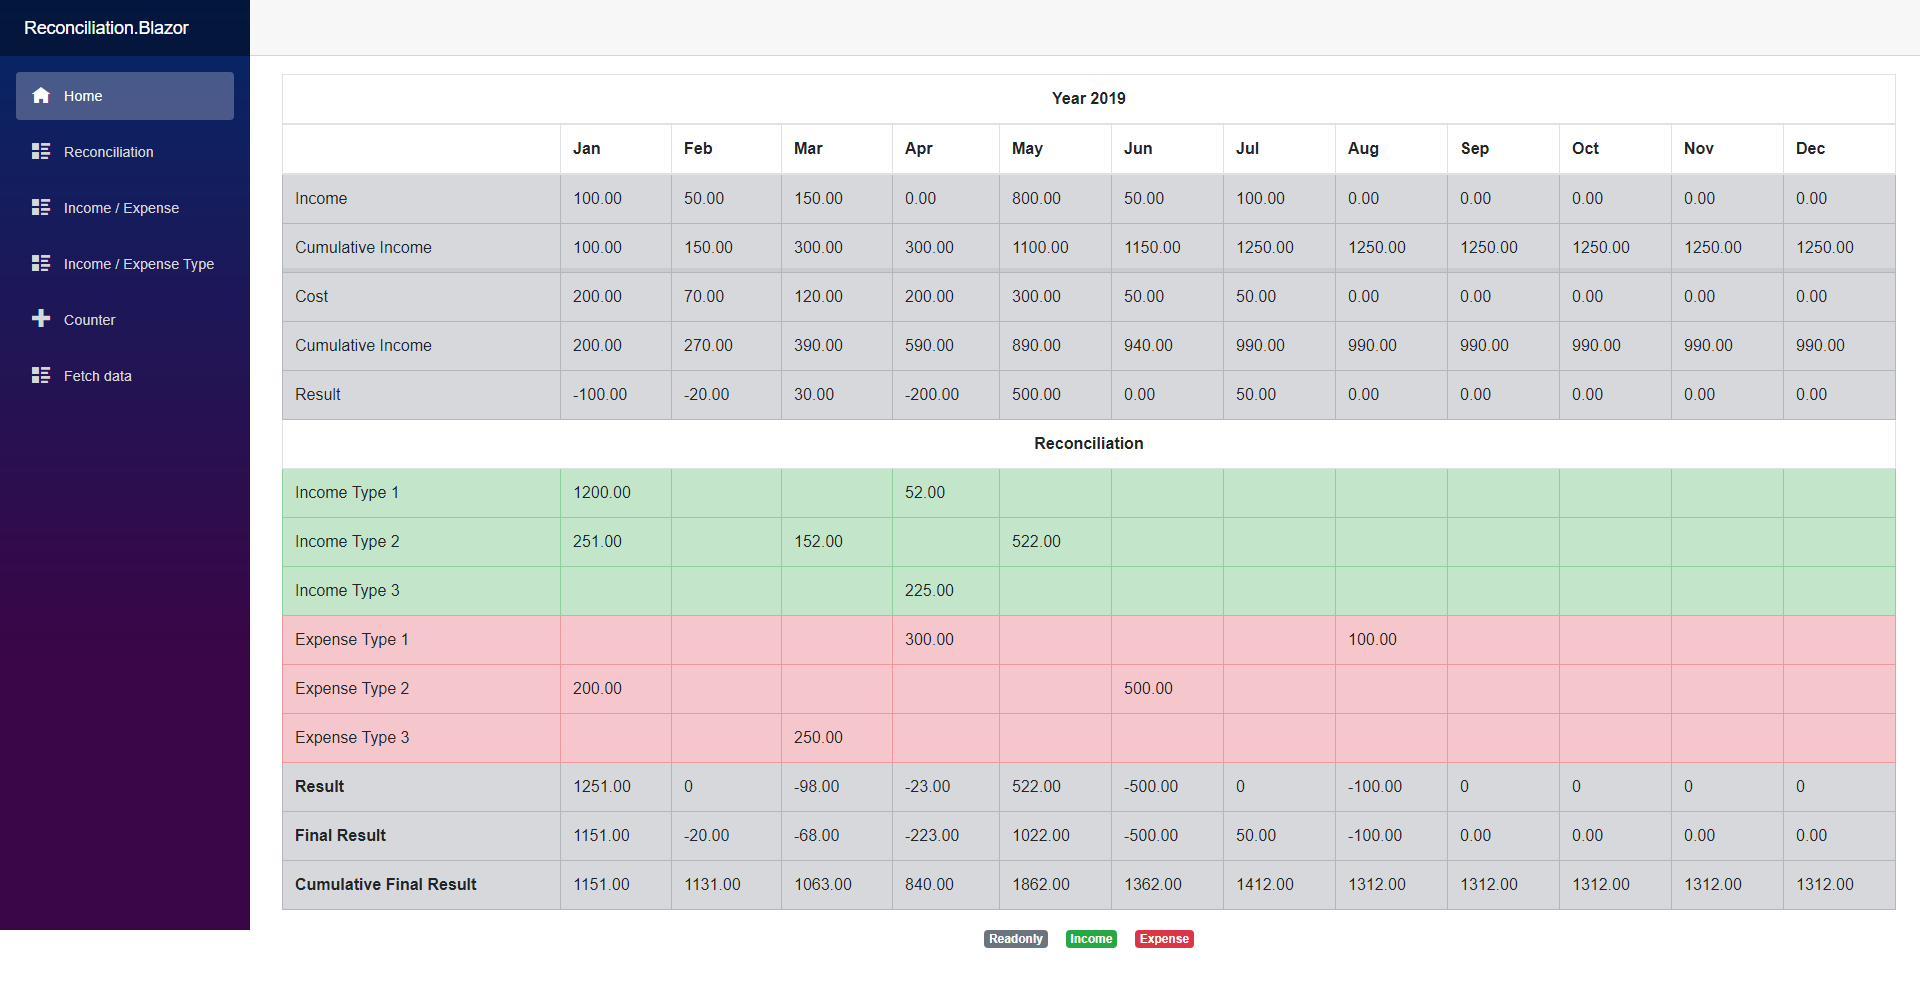 Reconciliation.Blazor
Home
Reconciliation
Income / Expense
Income / Expense Type
Counter
Fetch data
Year 2019
Jan Feb Mar Apr May Jun Jul Aug Sep Oct Nov Dec
Income 100.00 50.00 150.00 0.00 800.00 50.00 100.00 0.00 0.00 0.00 0.00 0.00
Cumulative Income 100.00 150.00 300.00 300.00 1100.00 1150.00 1250.00 1250.00 1250.00 1250.00 1250.00 1250.00
Cost 200.00 70.00 120.00 200.00 300.00 50.00 50.00 0.00 0.00 0.00 0.00 0.00
Cumulative Income 200.00 270.00 390.00 590.00 890.00 940.00 990.00 990.00 990.00 990.00 990.00 990.00
Result -100.00 -20.00 30.00 -200.00 500.00 0.00 50.00 0.00 0.00 0.00 0.00 0.00
Reconciliation
Income Type 1 1200.00 52.00
Income Type 2 251.00 152.00 522.00
Income Type 3 225.00
Expense Type 1 300.00 100.00
Expense Type 2 200.00 500.00
Expense Type 3 250.00
Result 1251.00 0 -98.00 -23.00 522.00 -500.00 0 -100.00 0 0 0 0
Final Result 1151.00 -20.00 -68.00 -223.00 1022.00 -500.00 50.00 -100.00 0.00 0.00 0.00 0.00
Cumulative Final Result 1151.00 1131.00 1063.00 840.00 1862.00 1362.00 1412.00 1312.00 1312.00 1312.00 1312.00 1312.00
Readonly Income Expense